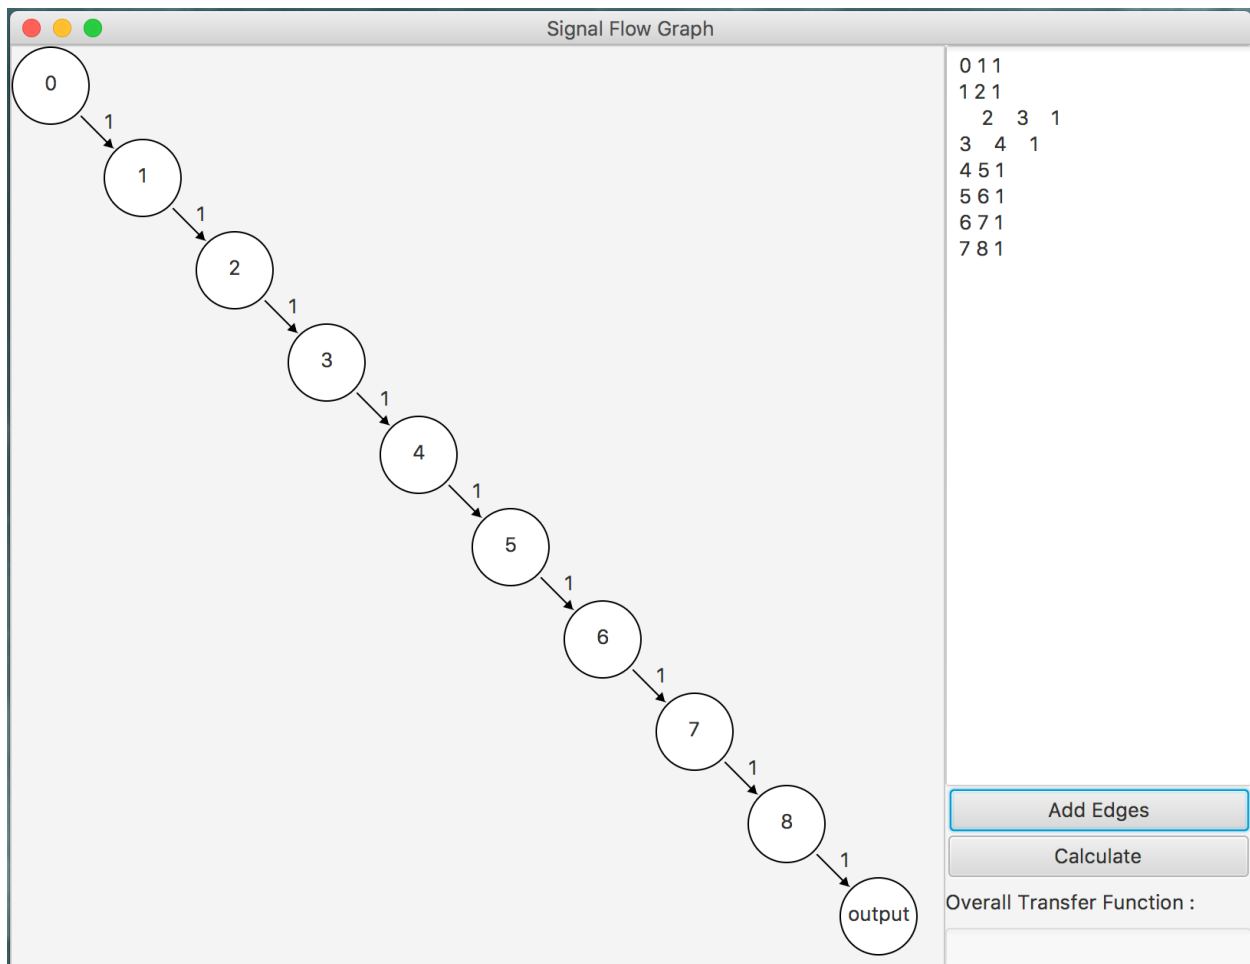 Signal Flow Graph
0
1
1
1
2
1
3
1
4
1
5
1
6
1
7
1
8
1
output
0 1 1
1 2 1
2 3 1
3 4 1
4 5 1
5 6 1
6 7 1
7 8 1
Add Edges
Calculate
Overall Transfer Function :